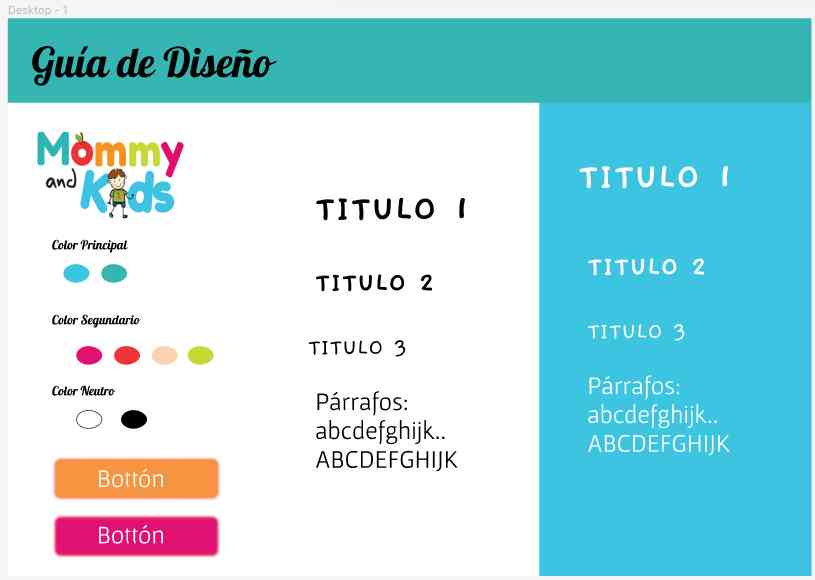 Desktop - 1
Guía de Diseño
Mommy
and
Kids
Color Principal
Color Segundario
Color Neutro
Bottón
Bottón
TITULO 1
TITULO 2
TITULO 3
Párrafos:
abcdefghijk..
ABCDEFGHIJK
TITULO 1
TITULO 2
TITULO 3
Párrafos:
abcdefghijk..
ABCDEFGHIJK